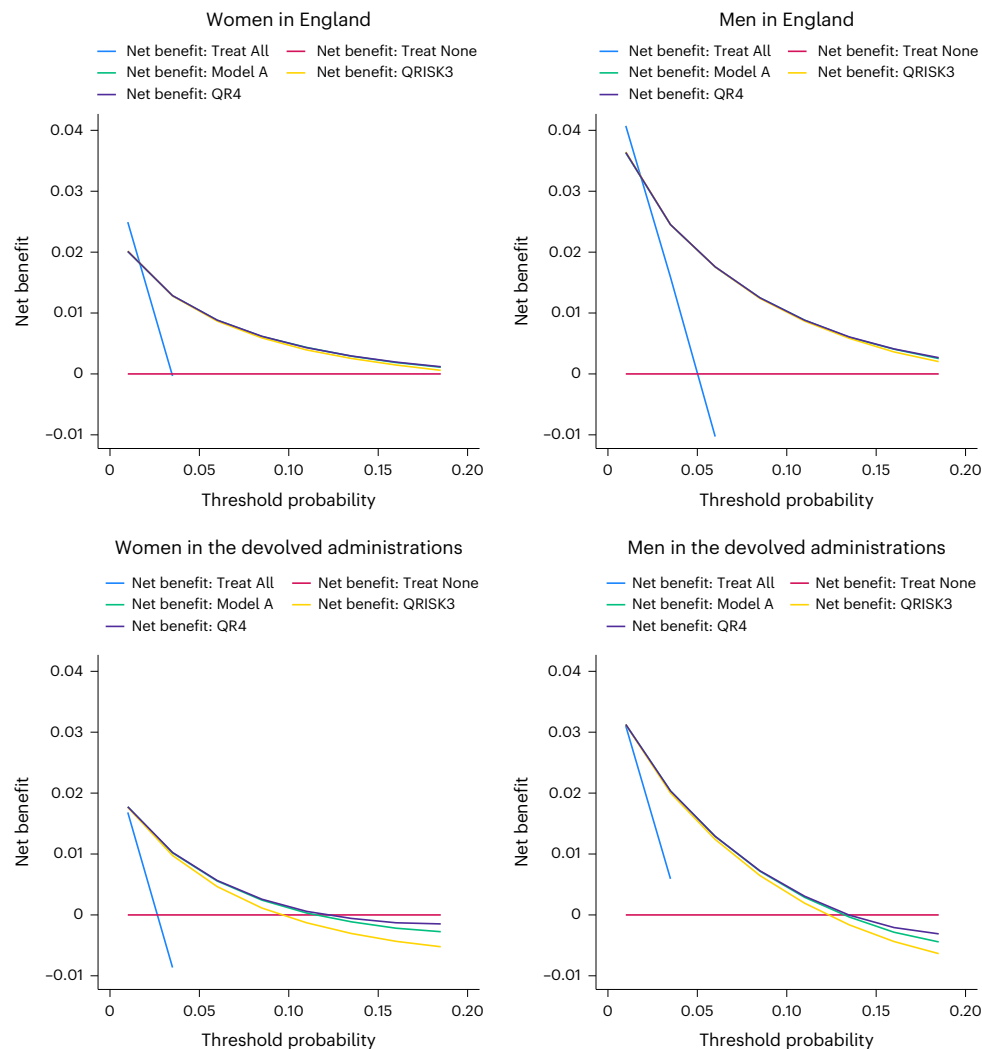 Women in England
Net benefit: Treat All
Net benefit: Treat None
Net benefit: Model A
Net benefit: QRISK3
Net benefit: QR4
0.04
0.03
0.02
0.01
0
–0.01
Net benefit
0
0.05
0.10
0.15
0.20
Threshold probability
Men in England
Net benefit: Treat All
Net benefit: Treat None
Net benefit: Model A
Net benefit: QRISK3
Net benefit: QR4
0.04
0.03
0.02
0.01
0
–0.01
Net benefit
0
0.05
0.10
0.15
0.20
Threshold probability
Women in the devolved administrations
Net benefit: Treat All
Net benefit: Treat None
Net benefit: Model A
Net benefit: QRISK3
Net benefit: QR4
0.04
0.03
0.02
0.01
0
–0.01
Net benefit
0
0.05
0.10
0.15
0.20
Threshold probability
Men in the devolved administrations
Net benefit: Treat All
Net benefit: Treat None
Net benefit: Model A
Net benefit: QRISK3
Net benefit: QR4
0.04
0.03
0.02
0.01
0
–0.01
Net benefit
0
0.05
0.10
0.15
0.20
Threshold probability